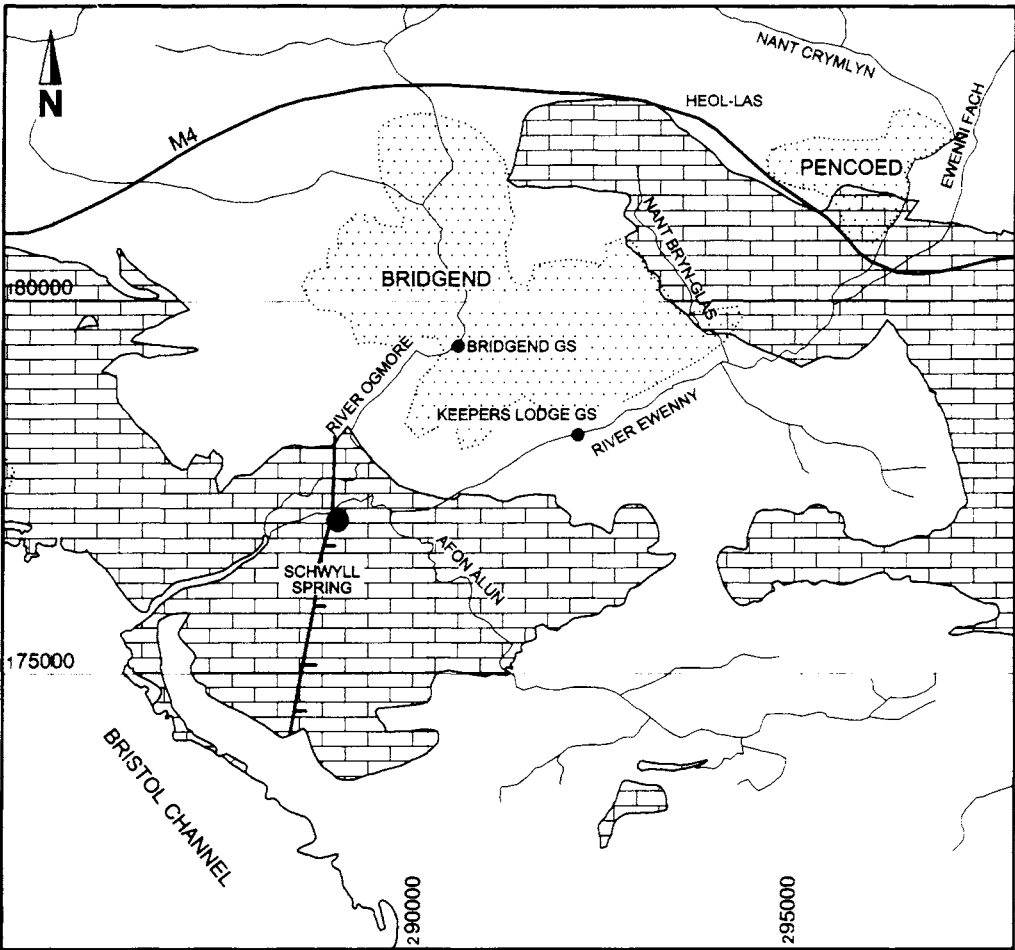 NANT CRYMLYN
N
M4
HEOL-LAS
EWENNI FACH
PENCOED
NANT BRYN-GLAS
BRIDGEND
180000
BRIDGEND GS
RIVER OGMORE
KEEPERS LODGE GS
RIVER EWENNY
AFON ALUN
SCHWYLL
SPRING
175000
BRISTOL CHANNEL
290000
295000